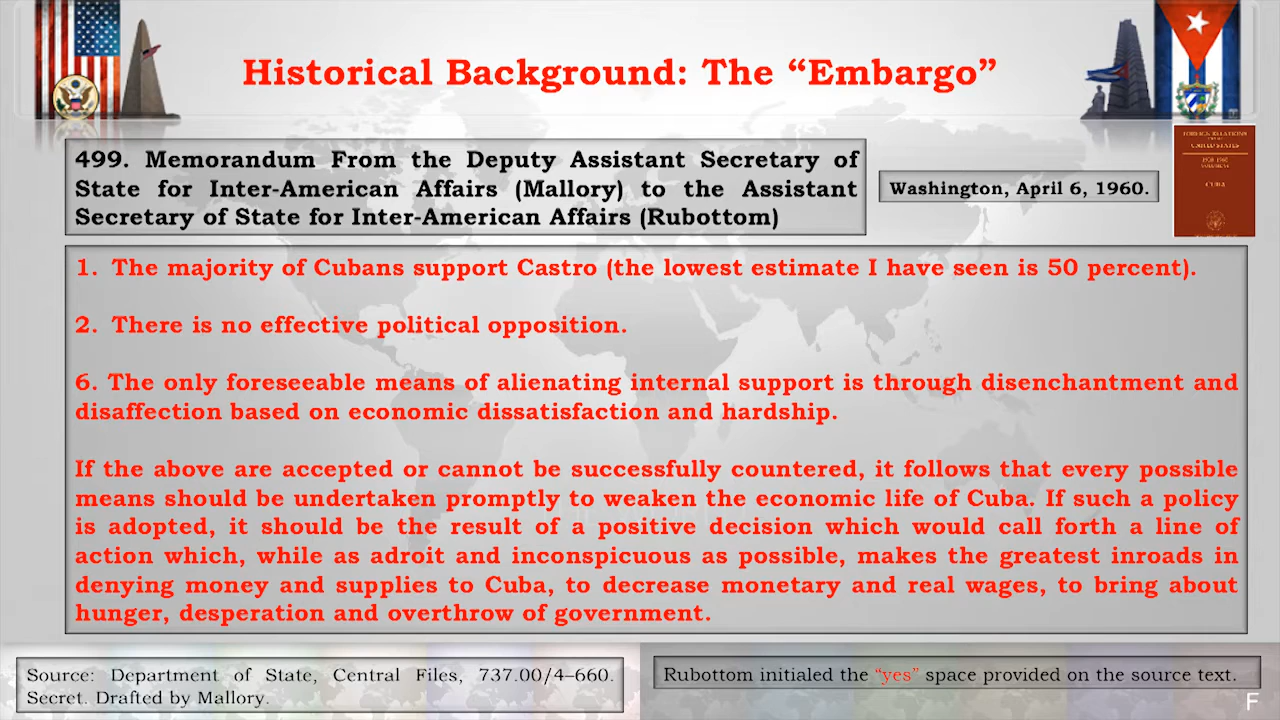 Historical Background: The “Embargo”
499. Memorandum From the Deputy Assistant Secretary of
State for Inter-American Affairs (Mallory) to the Assistant
Secretary of State for Inter-American Affairs (Rubottom)
Washington, April 6, 1960.
FOREIGN RELATIONS
UNITED STATES
CUBA
1. The majority of Cubans support Castro (the lowest estimate I have seen is 50 percent).
2. There is no effective political opposition.
6. The only foreseeable means of alienating internal support is through disenchantment and
disaffection based on economic dissatisfaction and hardship.
If the above are accepted or cannot be successfully countered, it follows that every possible
means should be undertaken promptly to weaken the economic life of Cuba. If such a policy
is adopted, it should be the result of a positive decision which would call forth a line of
action which, while as adroit and inconspicuous as possible, makes the greatest inroads in
denying money and supplies to Cuba, to decrease monetary and real wages, to bring about
hunger, desperation and overthrow of government.
Source: Department of State, Central Files, 737.00/4–660.
Secret. Drafted by Mallory.
Rubottom initialed the “yes” space provided on the source text.
F